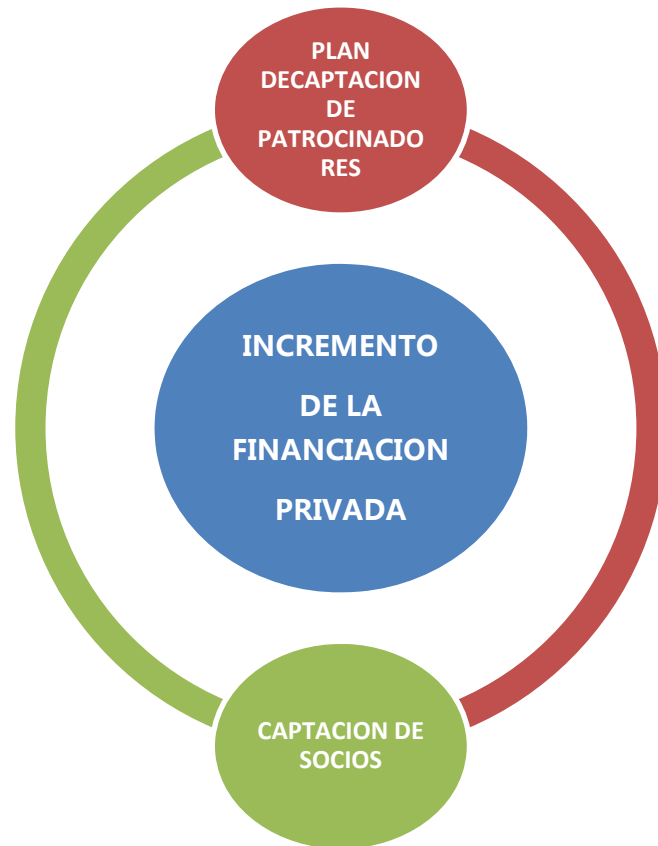 PLAN
DECAPTACION
DE
PATROCINADO
RES
INCREMENTO
DE LA
FINANCIACION
PRIVADA
CAPTACION DE
SOCIOS